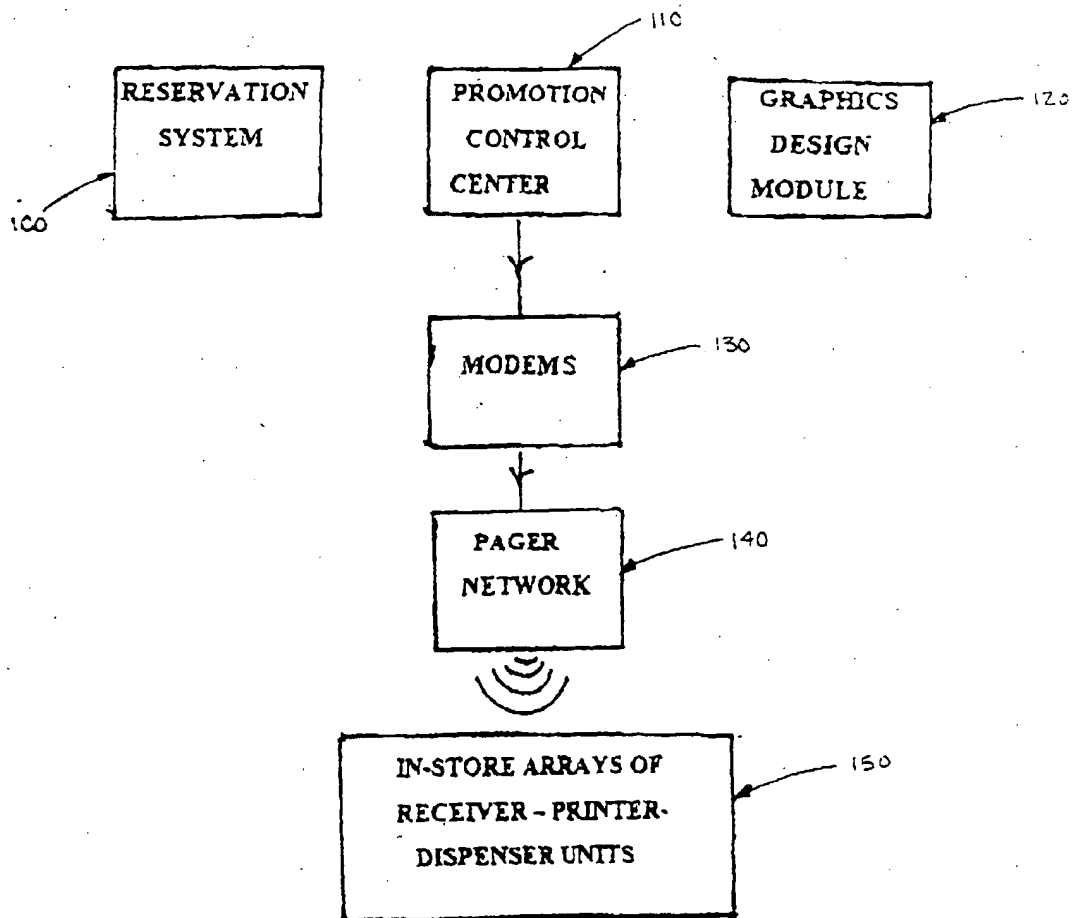 110
RESERVATION
SYSTEM
100
PROMOTION
CONTROL
CENTER
GRAPHICS
DESIGN
MODULE
120
MODEMS
130
PAGER
NETWORK
140
IN-STORE ARRAYS OF
RECEIVER – PRINTER-
DISPENSER UNITS
150